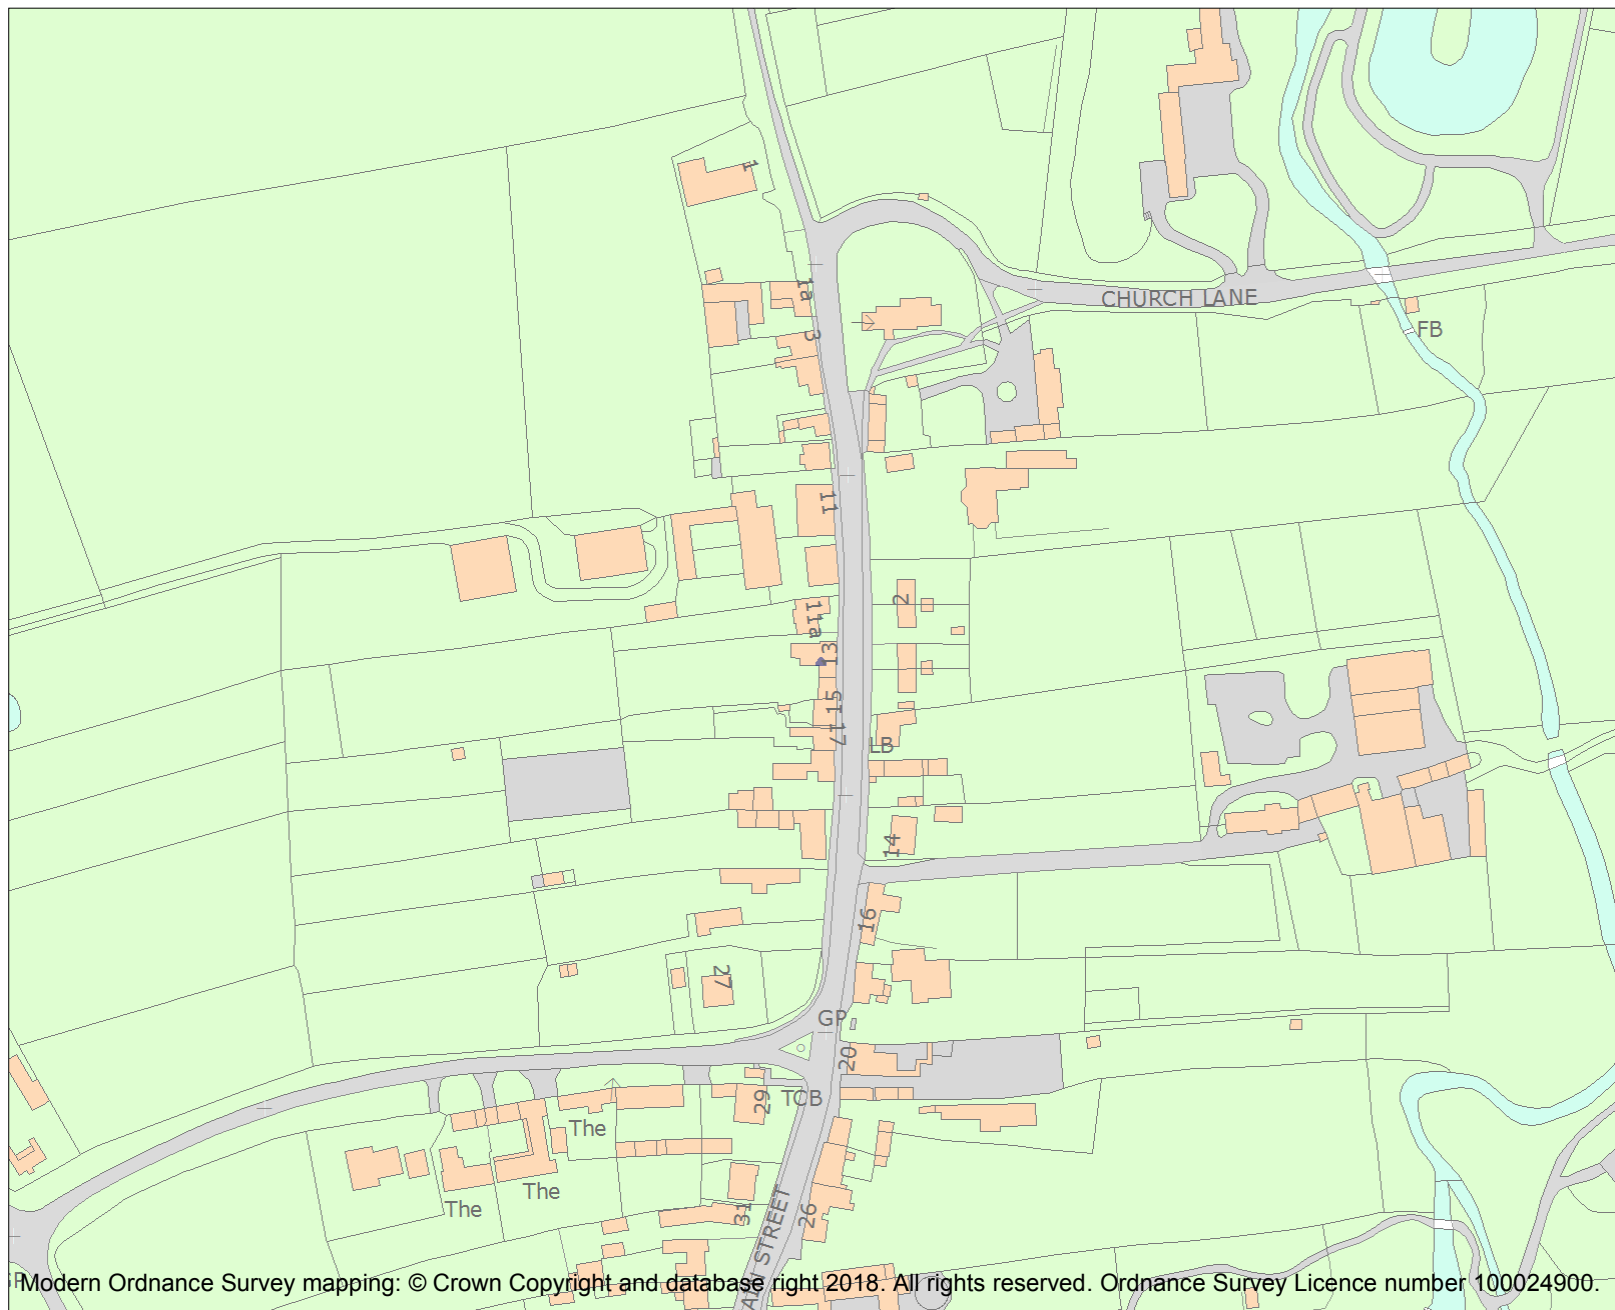 1
1a
CHURCH LANE
3
FB
11
2
11a
13
15
17
LB
14
16
27
GP
20
29
TCB
The
The
The
31
26
Modern Ordnance Survey mapping: © Crown Copyright and database right 2018. All rights reserved. Ordnance Survey Licence number 100024900.